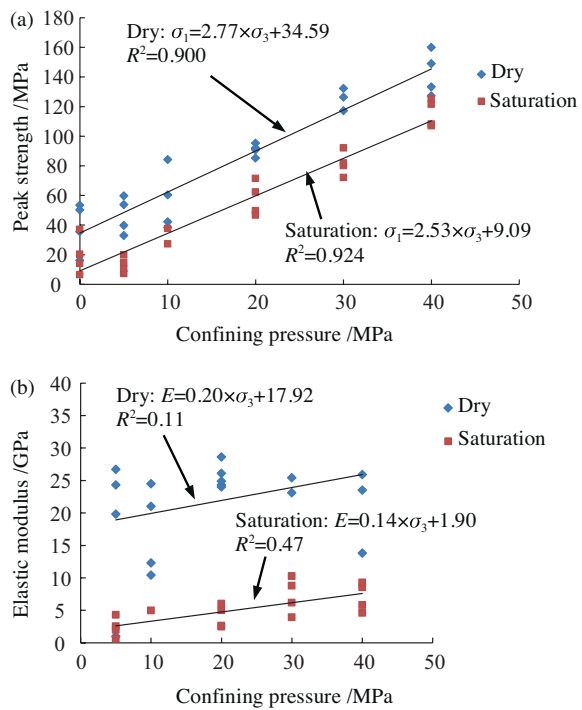 (a)
180
160
140
120
100
80
60
40
20
0
Peak strength /MPa
Dry: σ₁=2.77×σ₃+34.59
R²=0.900
Dry
Saturation
Saturation: σ₁=2.53×σ₃+9.09
R²=0.924
0 10 20 30 40 50
Confining pressure /MPa
(b)
40
35
30
25
20
15
10
5
0
Elastic modulus /GPa
Dry: E=0.20×σ₃+17.92
R²=0.11
Dry
Saturation
Saturation: E=0.14×σ₃+1.90
R²=0.47
0 10 20 30 40 50
Confining pressure /MPa